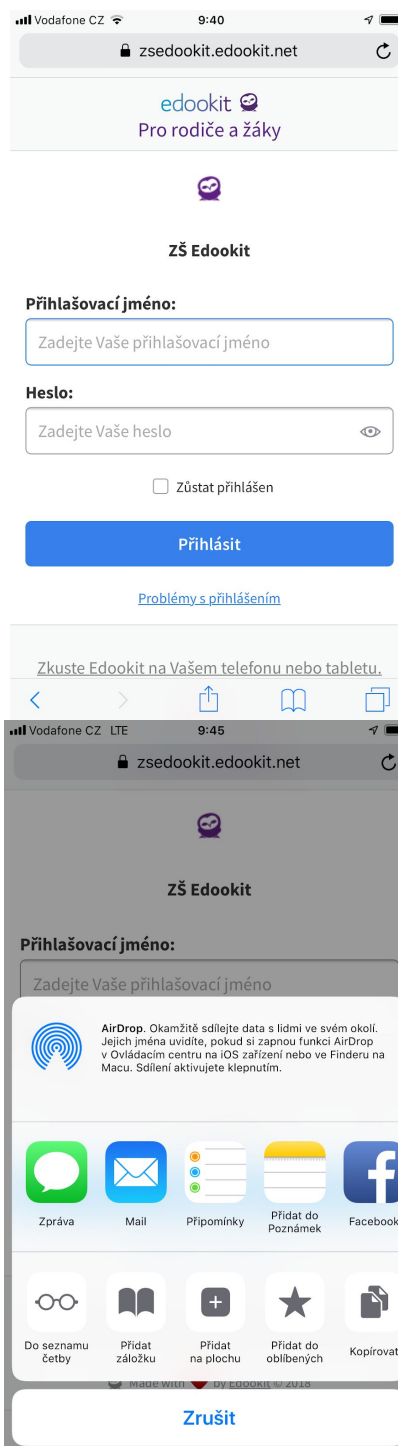 Vodafone CZ 9:40
zsedookit.edookit.net
edookit
Pro rodiče a žáky
ZŠ Edookit
Přihlašovací jméno:
Zadejte Vaše přihlašovací jméno
Heslo:
Zadejte Vaše heslo
Zůstat přihlášen
Přihlásit
Problémy s přihlášením
Zkuste Edookit na Vašem telefonu nebo tabletu.
Vodafone CZ LTE 9:45
zsedookit.edookit.net
ZŠ Edookit
Přihlašovací jméno:
Zadejte Vaše přihlašovací jméno
AirDrop. Okamžitě sdílejte data s lidmi ve svém okolí.
Jejich jména uvidíte, pokud si zapnou funkci AirDrop
v Ovládacím centru na iOS zařízení nebo ve Finderu na
Macu. Sdílení aktivujete klepnutím.
Zpráva
Mail
Připomínky
Přidat do
Poznámek
Facebook
Do seznamu
četby
Přidat
záložku
Přidat
na plochu
Přidat do
oblíbených
Kopírovat
Made with by Edookit © 2018
Zrušit